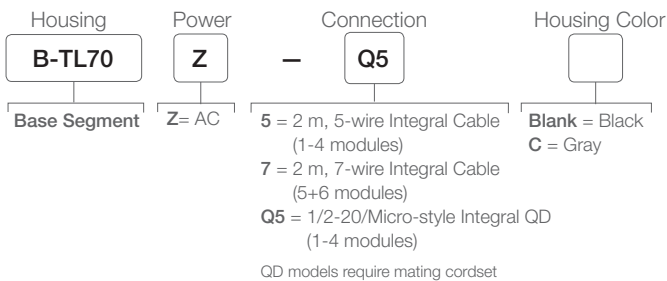 Housing Power Connection Housing Color
B-TL70 Z – Q5
Base Segment Z= AC 5 = 2 m, 5-wire Integral Cable Blank = Black
(1-4 modules) C = Gray
7 = 2 m, 7-wire Integral Cable
(5+6 modules)
Q5 = 1/2-20/Micro-style Integral QD
(1-4 modules)
QD models require mating cordset